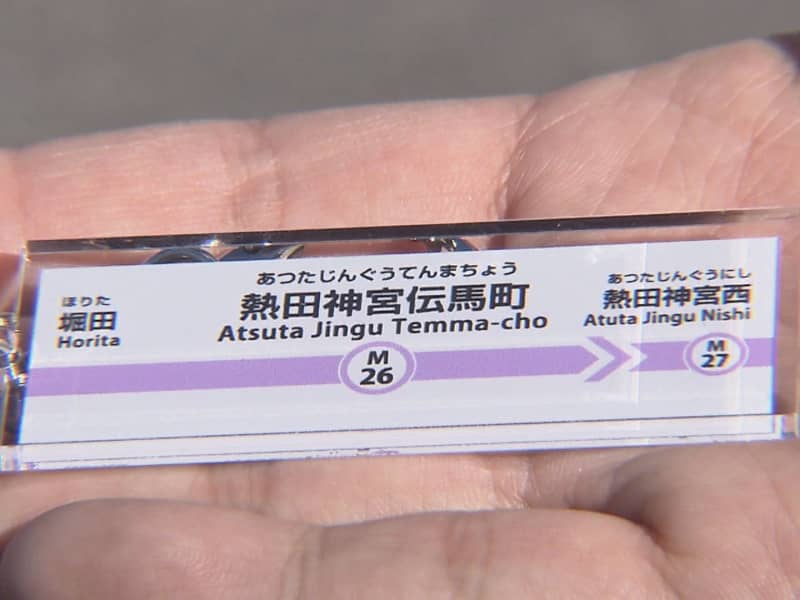 ほりた
堀田
Horita
あつたじんぐうてんまちょう
熱田神宮伝馬町
Atsuta Jingu Temma-cho
M
26
あつたじんぐうにし
熱田神宮西
Atuta Jingu Nishi
M
27